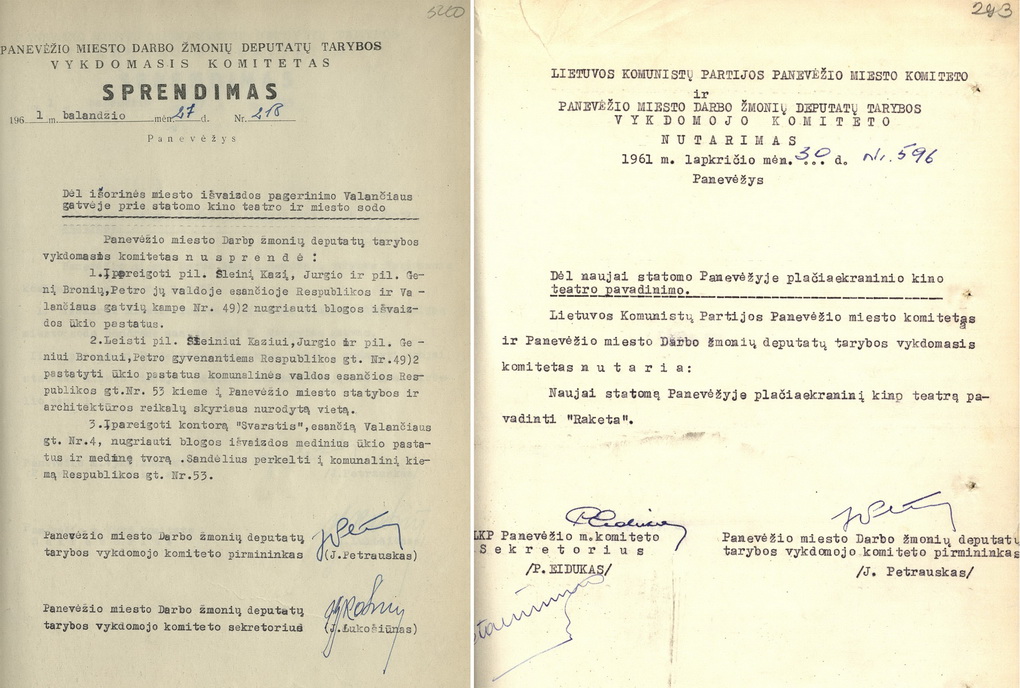 5200
PANEVĖŽIO MIESTO DARBO ŽMONIŲ DEPUTATŲ TARYBOS
VYKDOMASIS KOMITETAS
SPRENDIMAS
196 1 m. balandžio mėn 27 d. Nr. 218
Panevėžys
Dėl išorinės miesto išvaizdos pagerinimo Valančiaus
gatvėje prie statomo kino teatro ir miesto sodo
Panevėžio miesto Darbp žmonių deputatų tarybos
vykdomasis komitetas n u s p r e n d ė :
1.Įpareigoti pil. Šleinį Kazį, Jurgio ir pil. Ge-
nį Bronių,Petro jų valdoje esančioje Respublikos ir Va -
lančiaus gatvių kampe Nr. 49)2 nugriauti blogos išvaiz-
dos ūkio pastatus.
2.Leisti pil. Šleiniui Kaziui,Jurgio ir pil. Ge -
niui Broniui,Petro gyvenantiems Respublikos gt. Nr.49)2
pastatyti ūkio pastatus komunalinės valdos esančios Res-
publikos gt.Nr. 53 kieme į Panevėžio miesto statybos ir
architektūros reikalų skyriaus nurodytą vietą.
3.Įpareigoti kontorą "Svarstis",esančią Valančiaus
gt. Nr.4, nugriauti blogos išvaizdos medinius ūkio pasta-
tus ir medinę tvorą .Sandėlius perkelti į komunalinį kie-
mą Respublikos gt. Nr.53.
Panevėžio miesto Darbo žmonių deputatų
tarybos vykdomojo komiteto pirmininkas (J.Petrauskas)
Panevėžio miesto Darbo žmonių deputatų
tarybos vykdomojo komiteto sekretorius (J.Lukošiūnas)
293
LIETUVOS KOMUNISTŲ PARTIJOS PANEVĖŽIO MIESTO KOMITETO
ir
PANEVĖŽIO MIESTO DARBO ŽMONIŲ DEPUTATŲ TARYBOS
VYKDOMOJO KOMITETO
NUTARIMAS
1961 m. lapkričio mėn. 30 d. Nr. 596
Panevėžys
Dėl naujai statomo Panevėžyje plačiaekraninio kino
teatro pavadinimo.
Lietuvos Komunistų Partijos Panevėžio miesto komitetas
ir Panevėžio miesto Darbo žmonių deputatų tarybos vykdomasis
komitetas n u t a r i a :
Naujai statomą Panevėžyje plačiaekraninį kino teatrą pa-
vadinti "Raketa".
LKP Panevėžio m.komiteto
Sekretorius
/P.EIDUKAS/
Panevėžio miesto Darbo žmonių deputatų
tarybos vykdomojo komiteto pirmininkas
/J. Petrauskas/